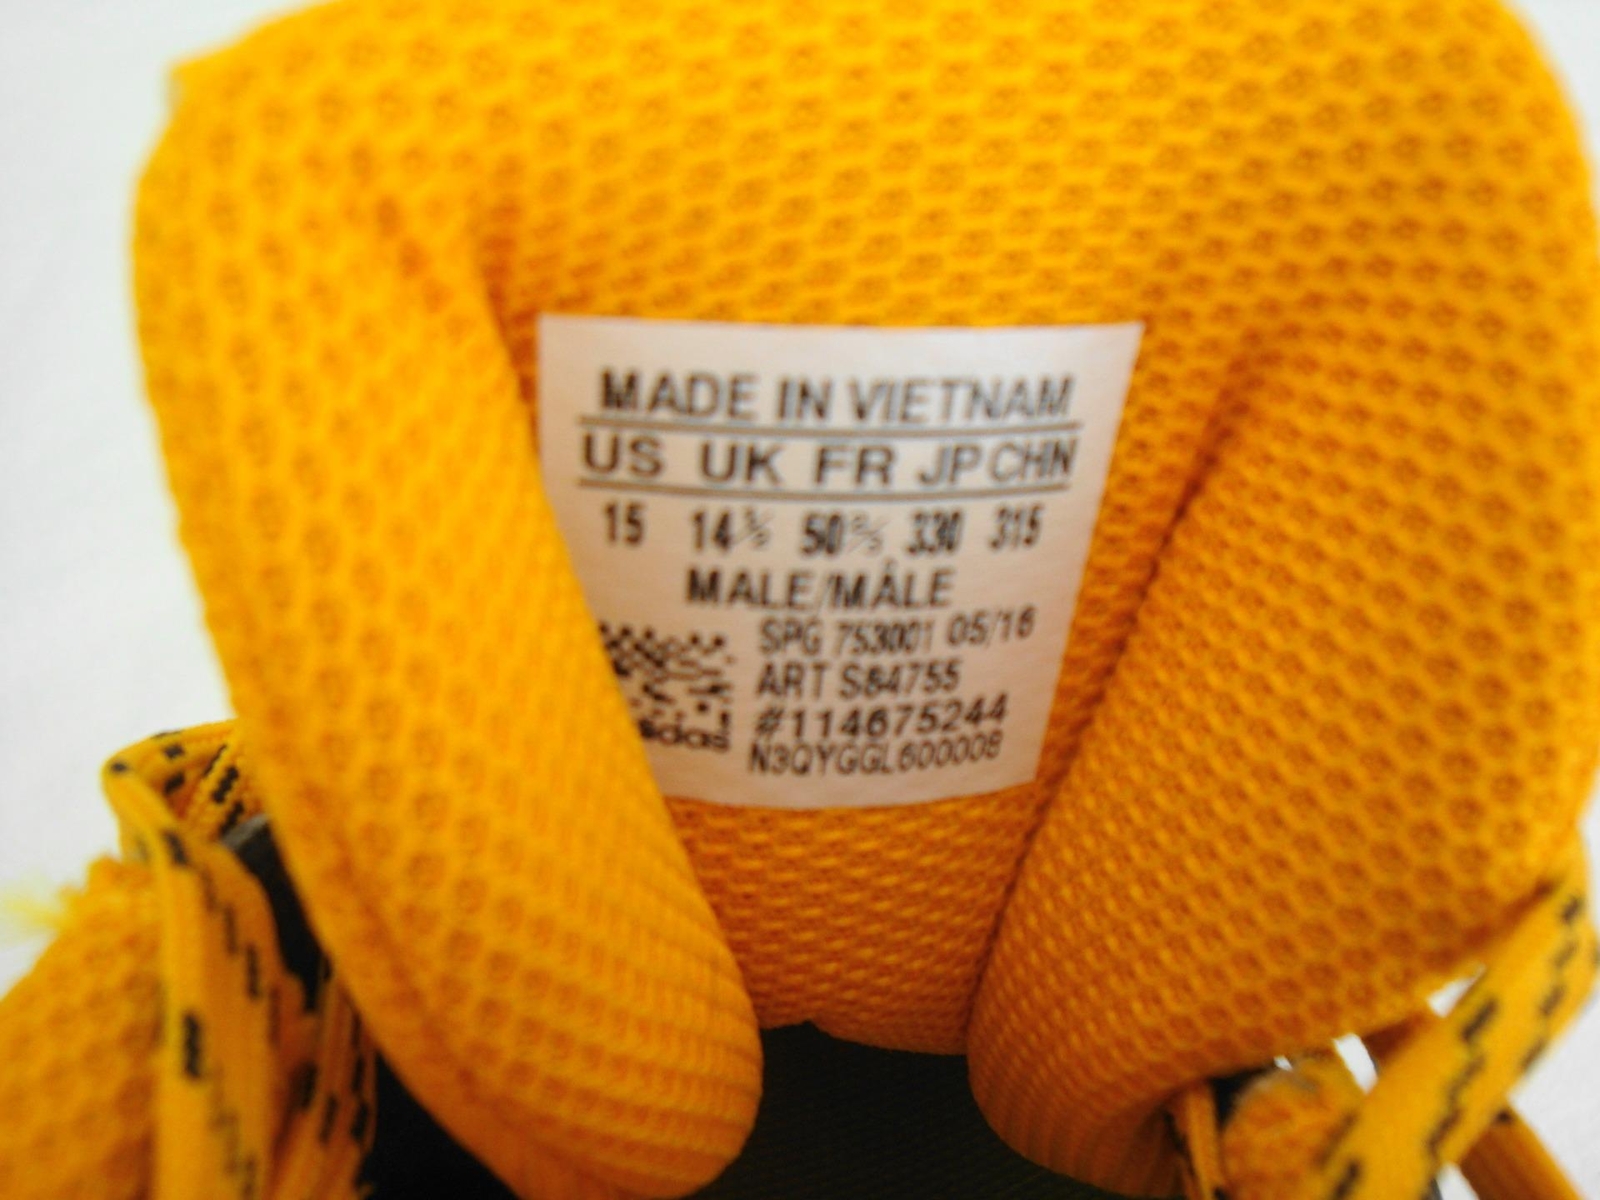 MADE IN VIETNAM
US UK FR JP CHN
15 14½ 50⅔ 330 315
MALE/MÂLE
SPG 753001 05/16
ART S84755
#114675244
N3QYGGL600008
adidas